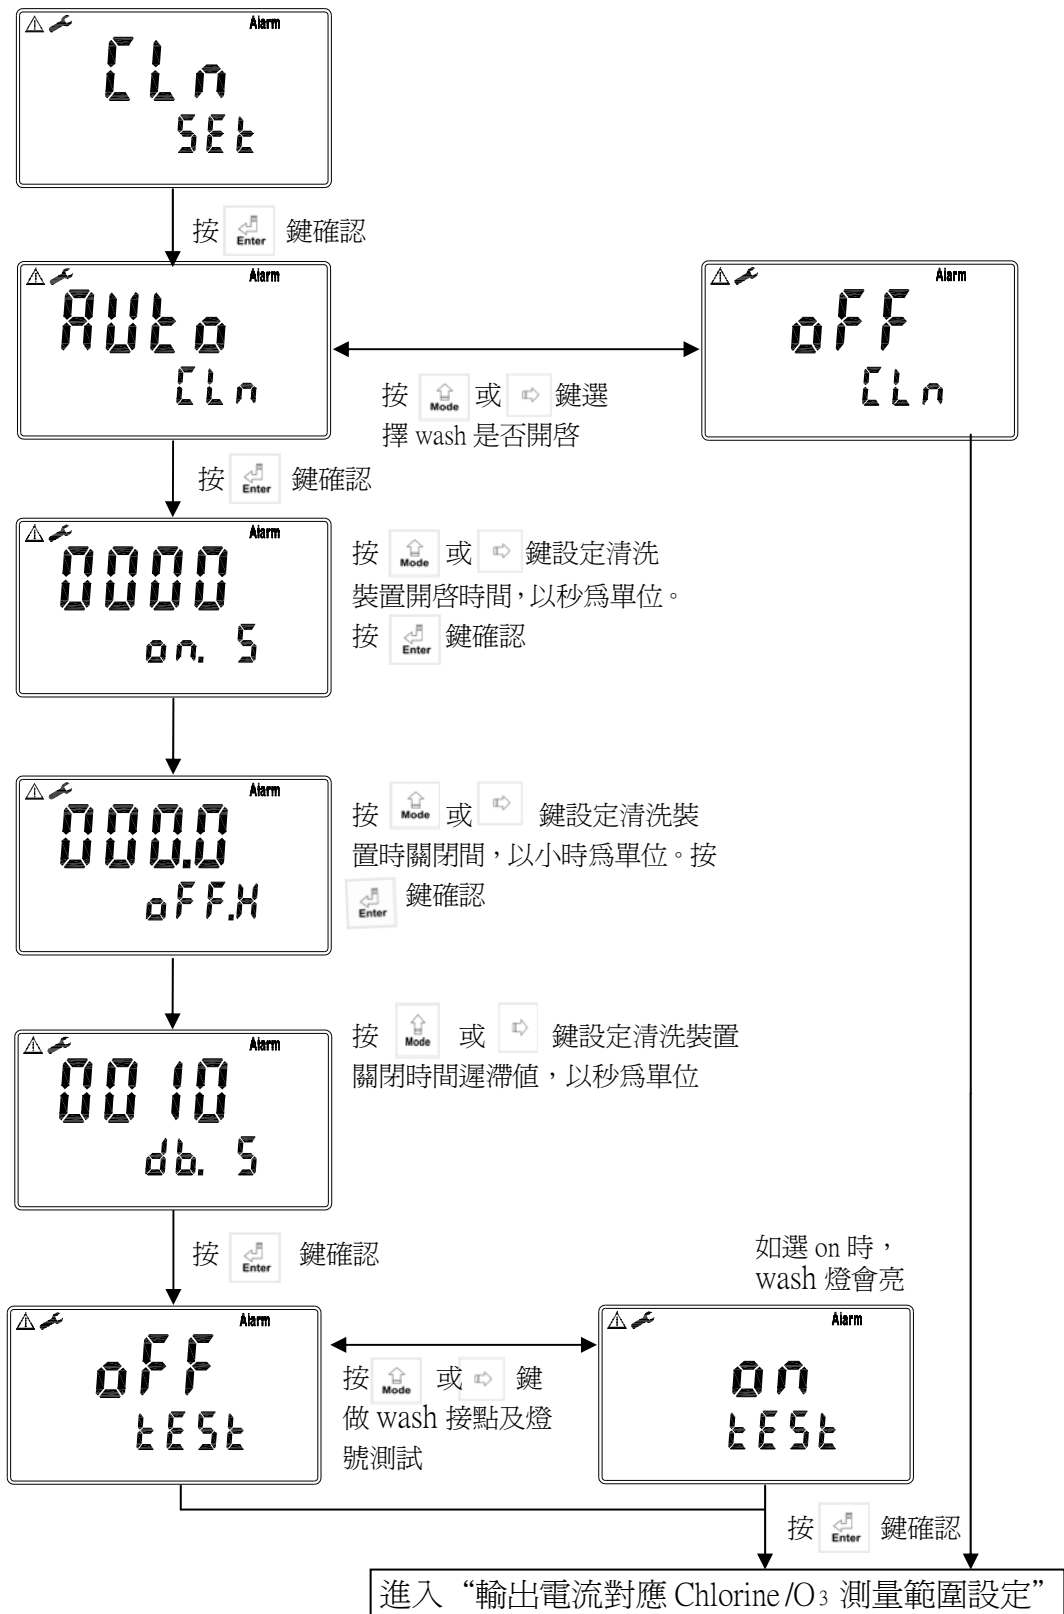 Alarm
CLn
SEt
按 Enter 鍵確認
Alarm
AUto
CLn
Alarm
oFF
CLn
按 Mode 或 鍵選
擇 wash 是否開啓
按 Enter 鍵確認
Alarm
0000
on. S
按 Mode 或 鍵設定清洗
裝置開啓時間，以秒爲單位。
按 Enter 鍵確認
Alarm
000.0
oFF.H
按 Mode 或 鍵設定清洗裝
置時關閉間，以小時爲單位。按
Enter 鍵確認
Alarm
0010
db. S
按 Mode 或 鍵設定清洗裝置
關閉時間遲滯值，以秒爲單位
按 Enter 鍵確認
如選 on 時，
wash 燈會亮
Alarm
oFF
tESt
按 Mode 或 鍵
做 wash 接點及燈
號測試
Alarm
on
tESt
按 Enter 鍵確認
進入“輸出電流對應 Chlorine /O3 測量範圍設定”